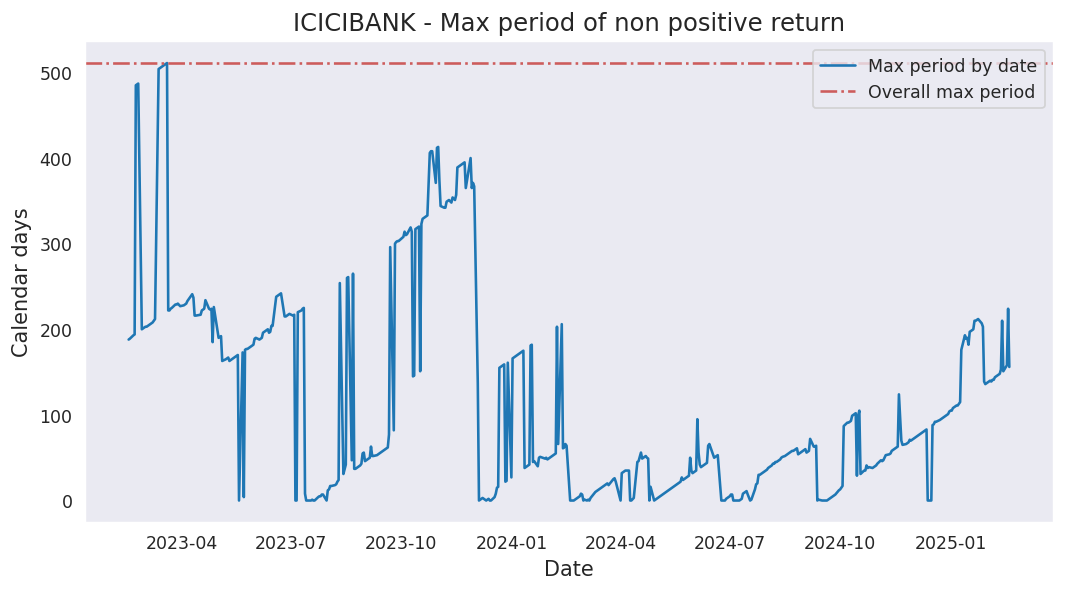 ICICIBANK - Max period of non positive return
Max period by date
Overall max period
Calendar days
500
400
300
200
100
0
2023-04 2023-07 2023-10 2024-01 2024-04 2024-07 2024-10 2025-01
Date